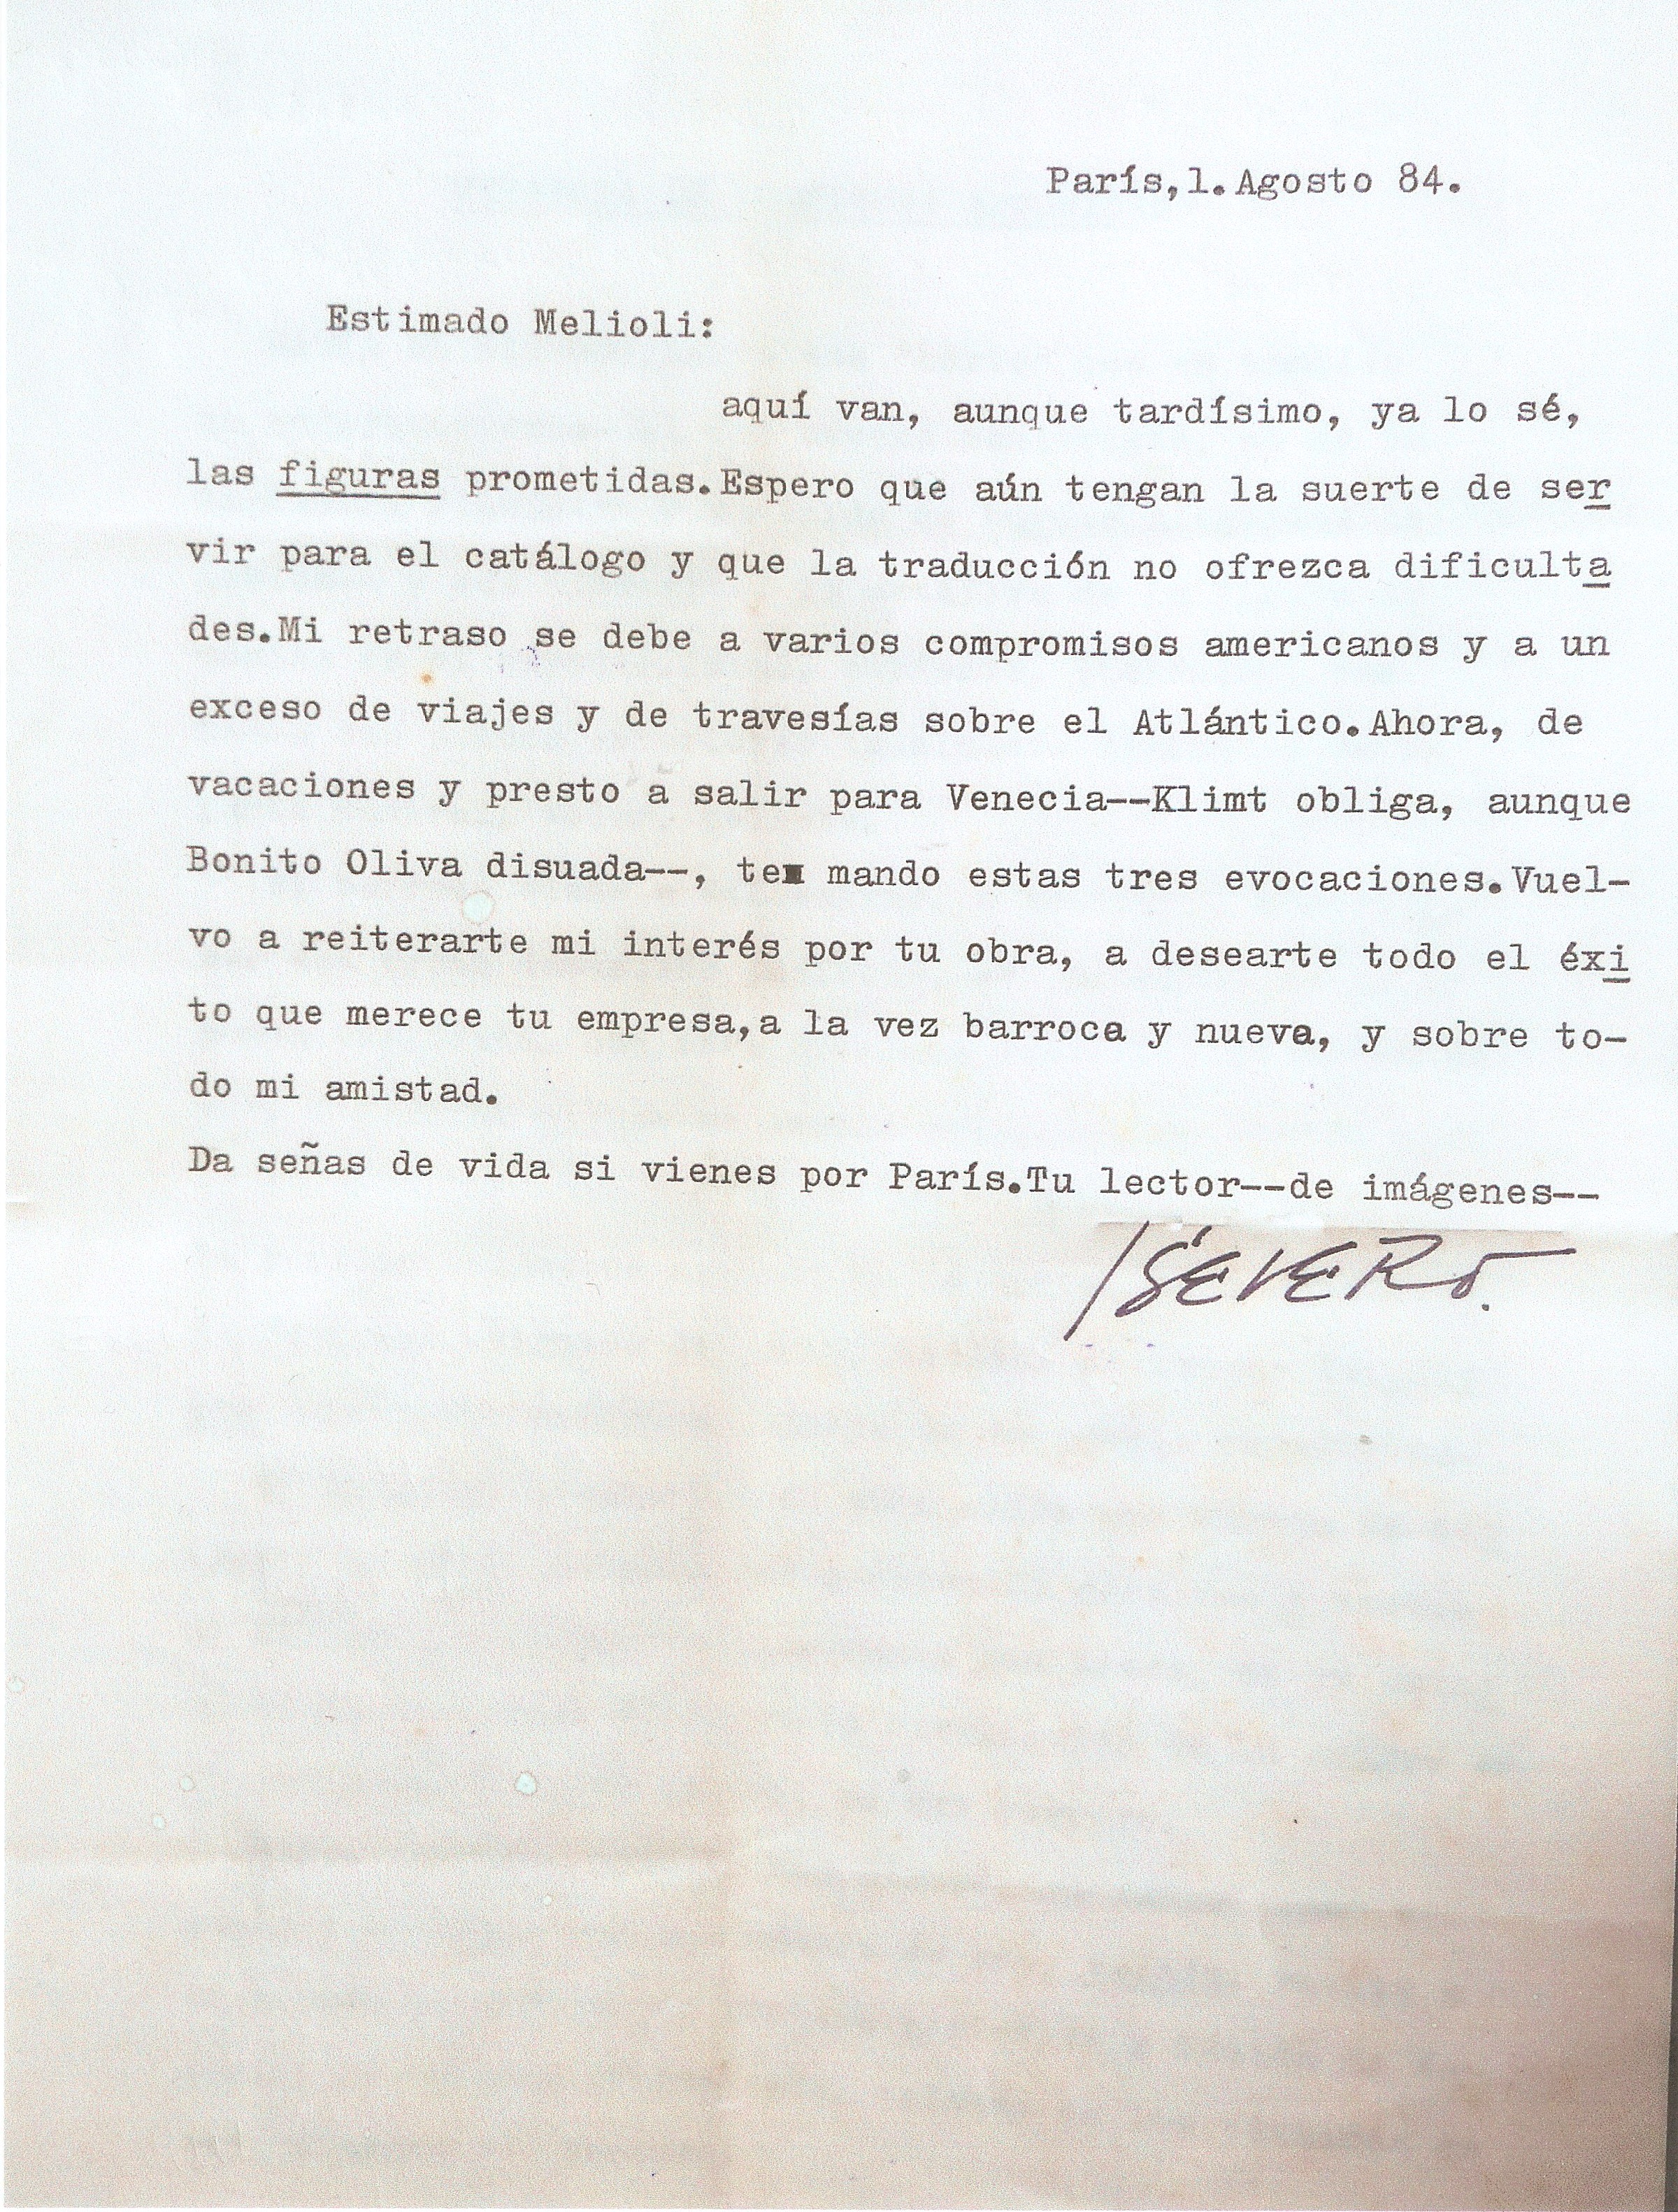 París,1.Agosto 84.
Estimado Melioli:
aquí van, aunque tardísimo, ya lo sé,
las figuras prometidas.Espero que aún tengan la suerte de ser
vir para el catálogo y que la traducción no ofrezca dificulta
des.Mi retraso se debe a varios compromisos americanos y a un
exceso de viajes y de travesías sobre el Atlántico.Ahora, de
vacaciones y presto a salir para Venecia--Klimt obliga, aunque
Bonito Oliva disuada--, te mando estas tres evocaciones.Vuel-
vo a reiterarte mi interés por tu obra, a desearte todo el éxi
to que merece tu empresa,a la vez barroca y nueva, y sobre to-
do mi amistad.
Da señas de vida si vienes por París.Tu lector--de imágenes--
SEVERO.